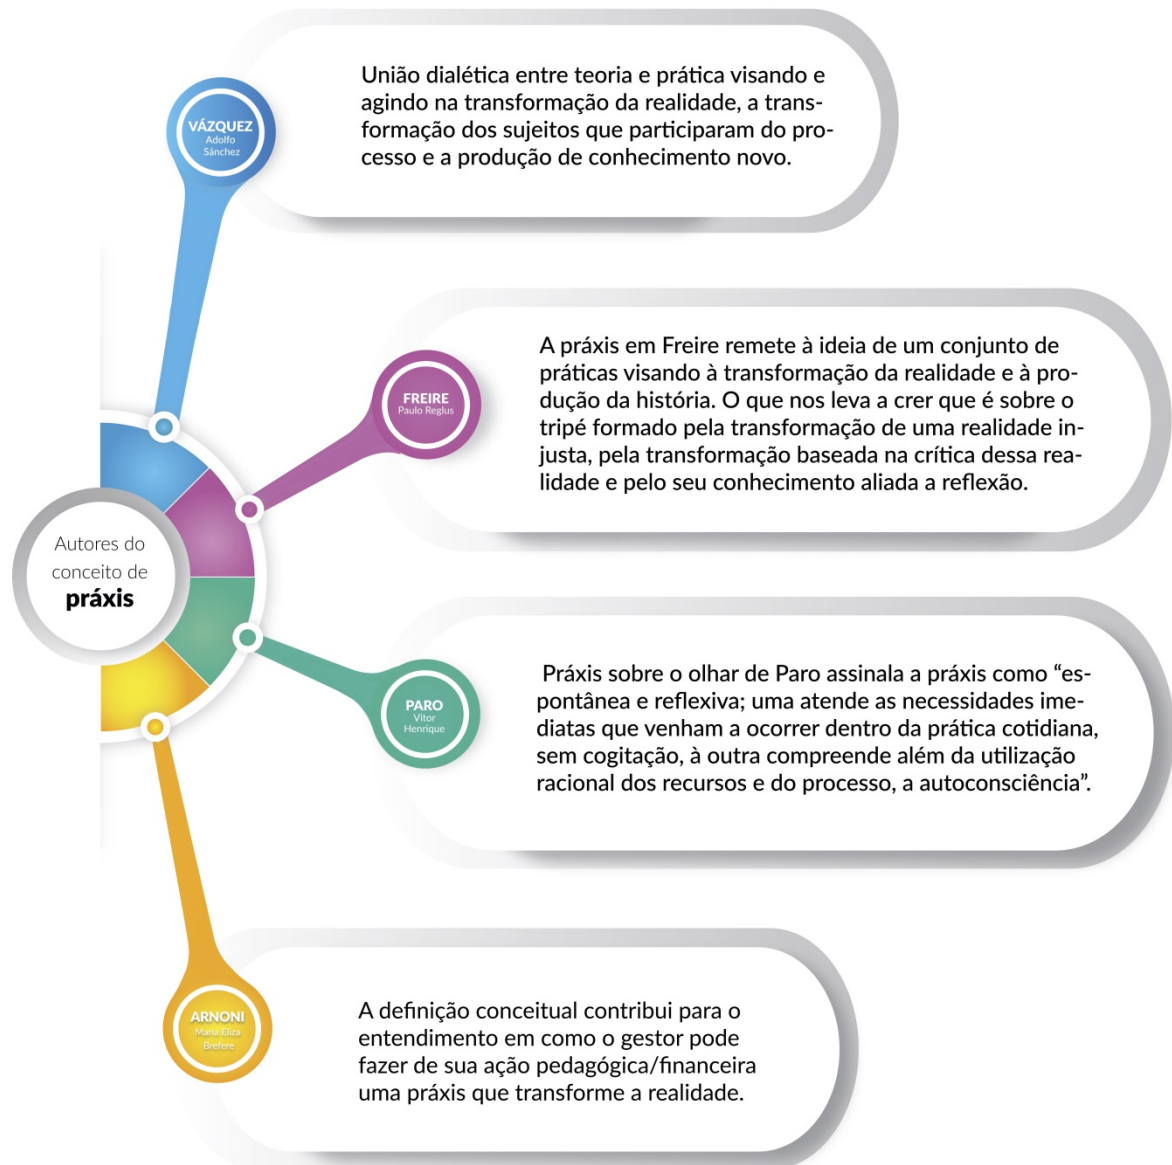 VÁZQUEZ
Adolfo
Sánchez
União dialética entre teoria e prática visando e
agindo na transformação da realidade, a trans-
formação dos sujeitos que participaram do pro-
cesso e a produção de conhecimento novo.
FREIRE
Paulo Reglus
A práxis em Freire remete à ideia de um conjunto de
práticas visando à transformação da realidade e à pro-
dução da história. O que nos leva a crer que é sobre o
tripé formado pela transformação de uma realidade in-
justa, pela transformação baseada na crítica dessa rea-
lidade e pelo seu conhecimento aliada a reflexão.
Autores do
conceito de
práxis
PARO
Vitor
Henrique
Práxis sobre o olhar de Paro assinala a práxis como “es-
pontânea e reflexiva; uma atende as necessidades ime-
diatas que venham a ocorrer dentro da prática cotidiana,
sem cogitação, à outra compreende além da utilização
racional dos recursos e do processo, a autoconsciência”.
ARNONI
Maria Eliza
Brefere
A definição conceitual contribui para o
entendimento em como o gestor pode
fazer de sua ação pedagógica/financeira
uma práxis que transforme a realidade.